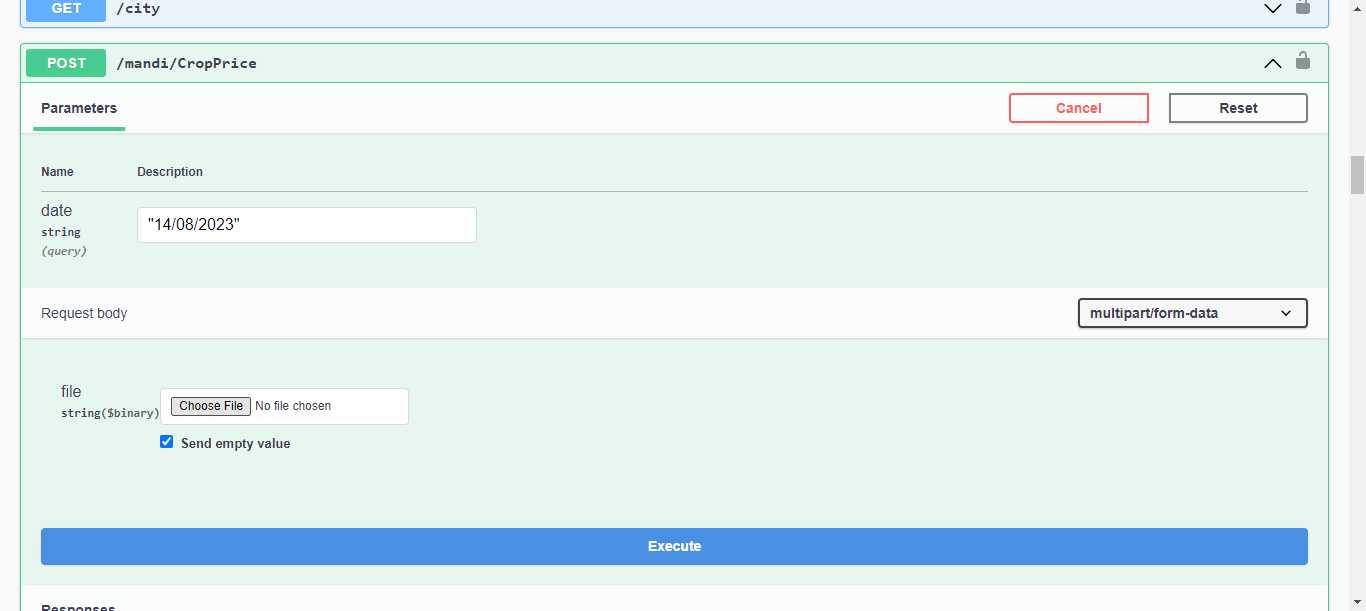 GET /city
POST /mandi/CropPrice
Parameters Cancel Reset
Name Description
date "14/08/2023"
string
(query)
Request body multipart/form-data
file
string($binary) Choose File No file chosen
Send empty value
Execute
Responses